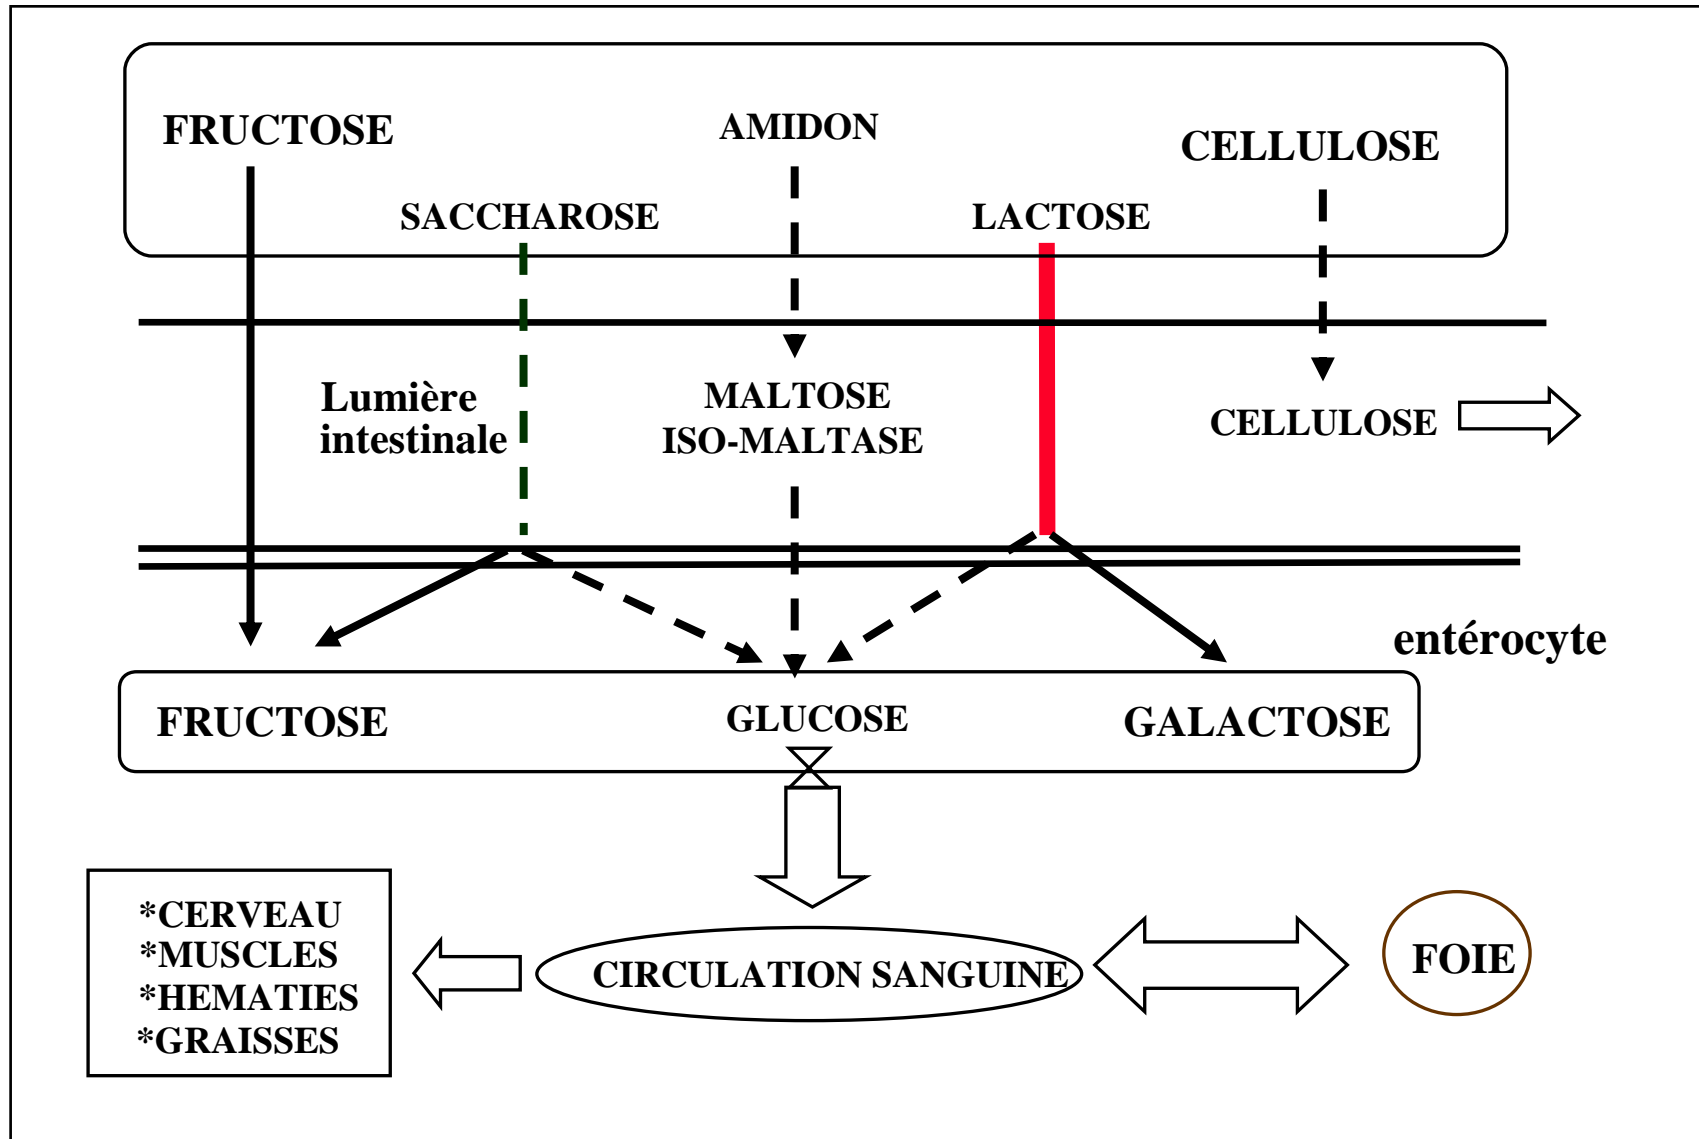 FRUCTOSE
AMIDON
CELLULOSE
SACCHAROSE
LACTOSE
Lumière
intestinale
MALTOSE
ISO-MALTASE
CELLULOSE
entérocyte
FRUCTOSE
GLUCOSE
GALACTOSE
*CERVEAU
*MUSCLES
*HEMATIES
*GRAISSES
CIRCULATION SANGUINE
FOIE